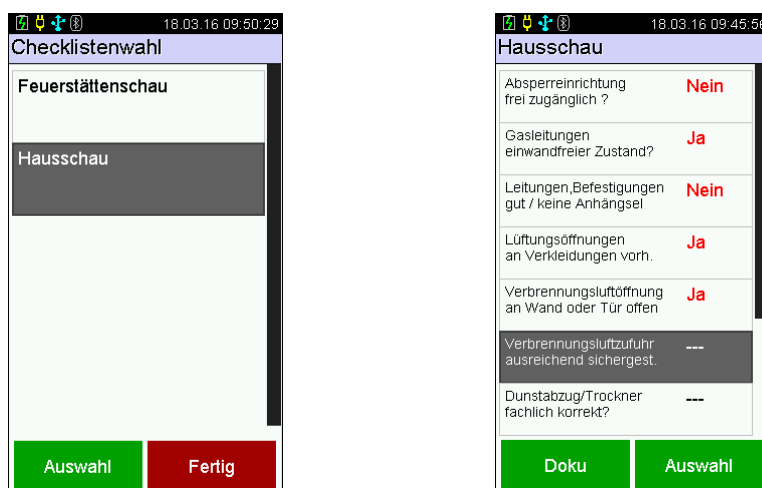 18.03.16 09:50:29
Checklistenwahl
Feuerstättenschau
Hausschau
Auswahl
Fertig
18.03.16 09:45:56
Hausschau
Absperreinrichtung
frei zugänglich ?
Nein
Gasleitungen
einwandfreier Zustand?
Ja
Leitungen,Befestigungen
gut / keine Anhängsel
Nein
Lüftungsöffnungen
an Verkleidungen vorh.
Ja
Verbrennungsluftöffnung
an Wand oder Tür offen
Ja
Verbrennungsluftzufuhr
ausreichend sichergest.
---
Dunstabzug/Trockner
fachlich korrekt?
---
Doku
Auswahl